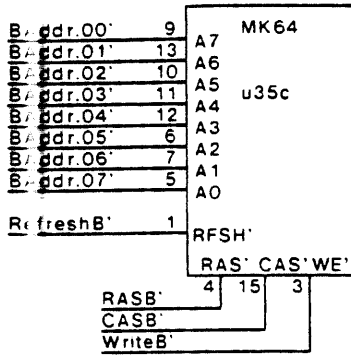 BAddr.00' 9 A7 MK64
BAddr.01' 13 A6
BAddr.02' 10 A5 u35c
BAddr.03' 11 A4
BAddr.04' 12 A3
BAddr.05' 6 A2
BAddr.06' 7 A1
BAddr.07' 5 A0
RefreshB' 1 RFSH'
RAS' CAS' WE'
4 15 3
RASB'
CASB'
WriteB'